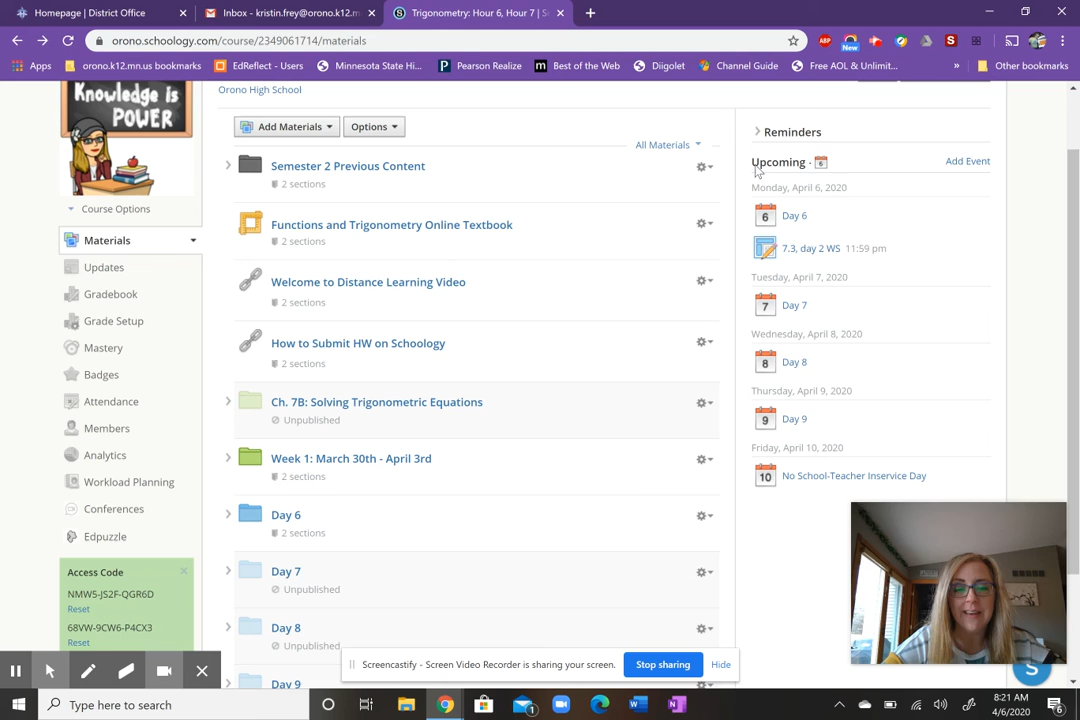 Homepage | District Office
Inbox - kristin.frey@orono.k12.m
Trigonometry: Hour 6, Hour 7 | S
orono.schoology.com/course/2349061714/materials
ABP
New
S
Apps
orono.k12.mn.us bookmarks
EdReflect - Users
Minnesota State Hi...
Pearson Realize
Best of the Web
Diigolet
Channel Guide
Free AOL & Unlimit...
»
Other bookmarks
Knowledge is
POWER
Orono High School
Add Materials
Options
All Materials
Semester 2 Previous Content
2 sections
Functions and Trigonometry Online Textbook
2 sections
Welcome to Distance Learning Video
2 sections
How to Submit HW on Schoology
2 sections
Ch. 7B: Solving Trigonometric Equations
Unpublished
Week 1: March 30th - April 3rd
2 sections
Day 6
2 sections
Day 7
Unpublished
Day 8
Unpublished
Day 9
Course Options
Materials
Updates
Gradebook
Grade Setup
Mastery
Badges
Attendance
Members
Analytics
Workload Planning
Conferences
Edpuzzle
Access Code
NMW5-JS2F-QGR6D
Reset
68VW-9CW6-P4CX3
Reset
Reminders
Upcoming · 6
Add Event
Monday, April 6, 2020
6 Day 6
7.3, day 2 WS 11:59 pm
Tuesday, April 7, 2020
7 Day 7
Wednesday, April 8, 2020
8 Day 8
Thursday, April 9, 2020
9 Day 9
Friday, April 10, 2020
10 No School-Teacher Inservice Day
Screencastify - Screen Video Recorder is sharing your screen.
Stop sharing
Hide
S
Type here to search
8:21 AM
4/6/2020